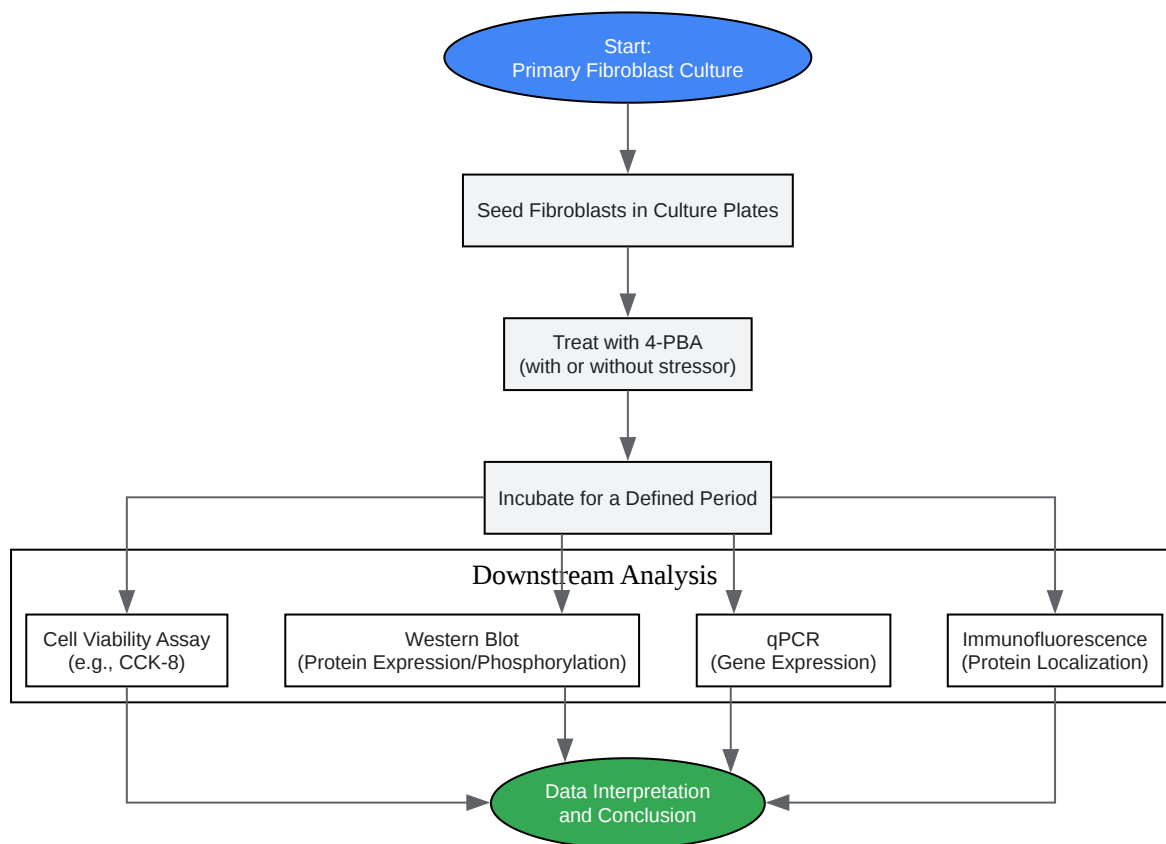 Start:
Primary Fibroblast Culture
Seed Fibroblasts in Culture Plates
Treat with 4-PBA
(with or without stressor)
Incubate for a Defined Period
Downstream Analysis
Cell Viability Assay
(e.g., CCK-8)
Western Blot
(Protein Expression/Phosphorylation)
qPCR
(Gene Expression)
Immunofluorescence
(Protein Localization)
Data Interpretation
and Conclusion